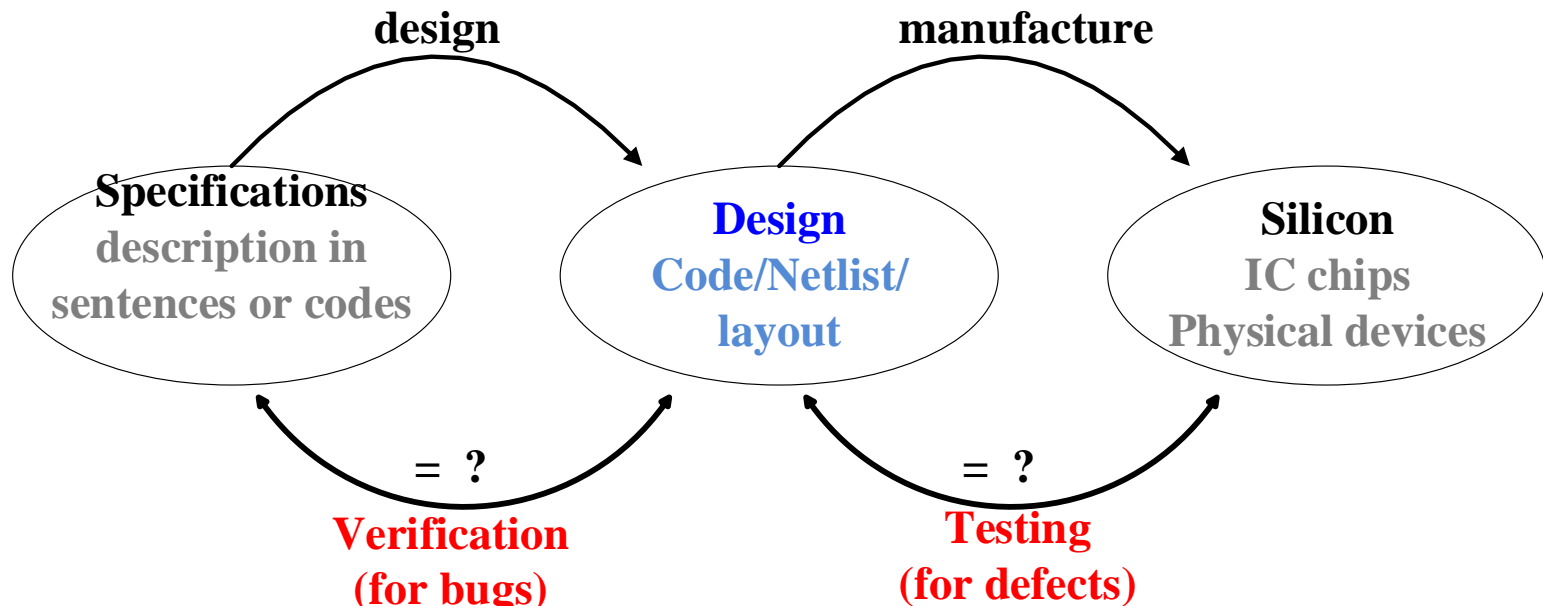 design
manufacture
Specifications
description in
sentences or codes
Design
Code/Netlist/
layout
Silicon
IC chips
Physical devices
= ?
= ?
Verification
(for bugs)
Testing
(for defects)